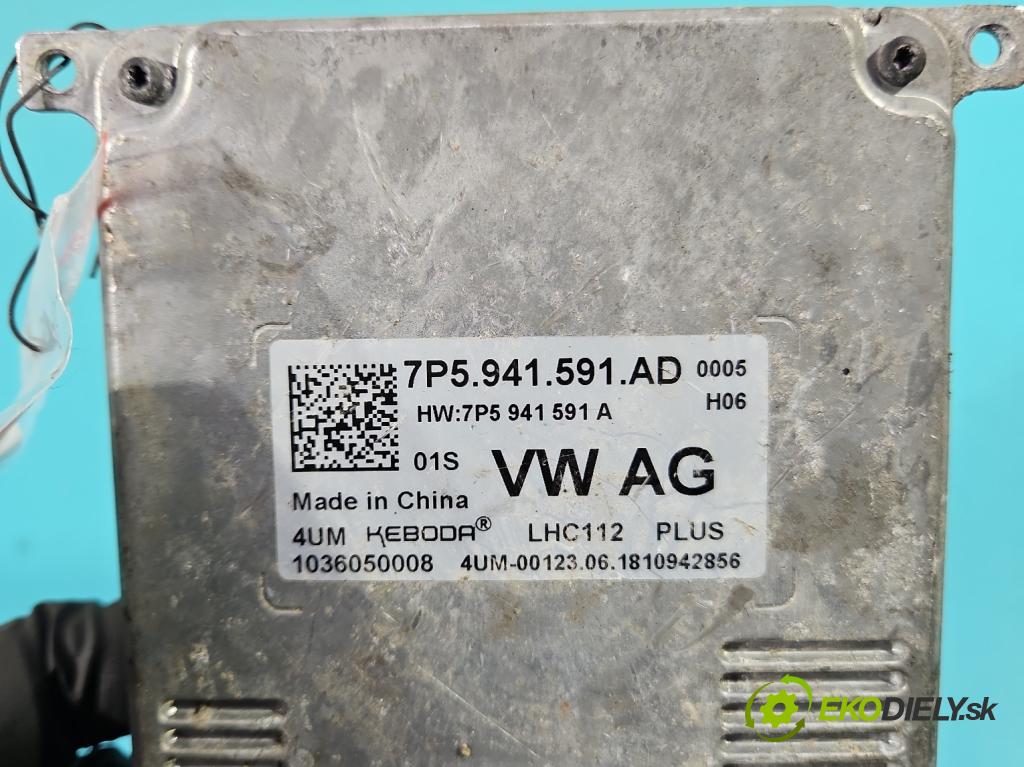 7P5.941.591.AD 0005
HW:7P5 941 591 A H06
01S VW AG
Made in China
4UM KEBODA® LHC112 PLUS
1036050008 4UM-00123.06.1810942856
EKODIELY.sk